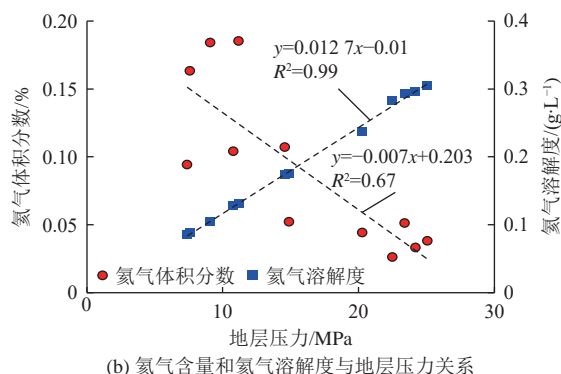 0.20
0.15
0.10
0.05
0
氦气体积分数/%
y=0.012 7x−0.01
R²=0.99
y=−0.007x+0.203
R²=0.67
氦气体积分数 氦气溶解度
0.4
0.3
0.2
0.1
0
氦气溶解度/(g·L⁻¹)
0 10 20 30
地层压力/MPa
(b) 氦气含量和氦气溶解度与地层压力关系